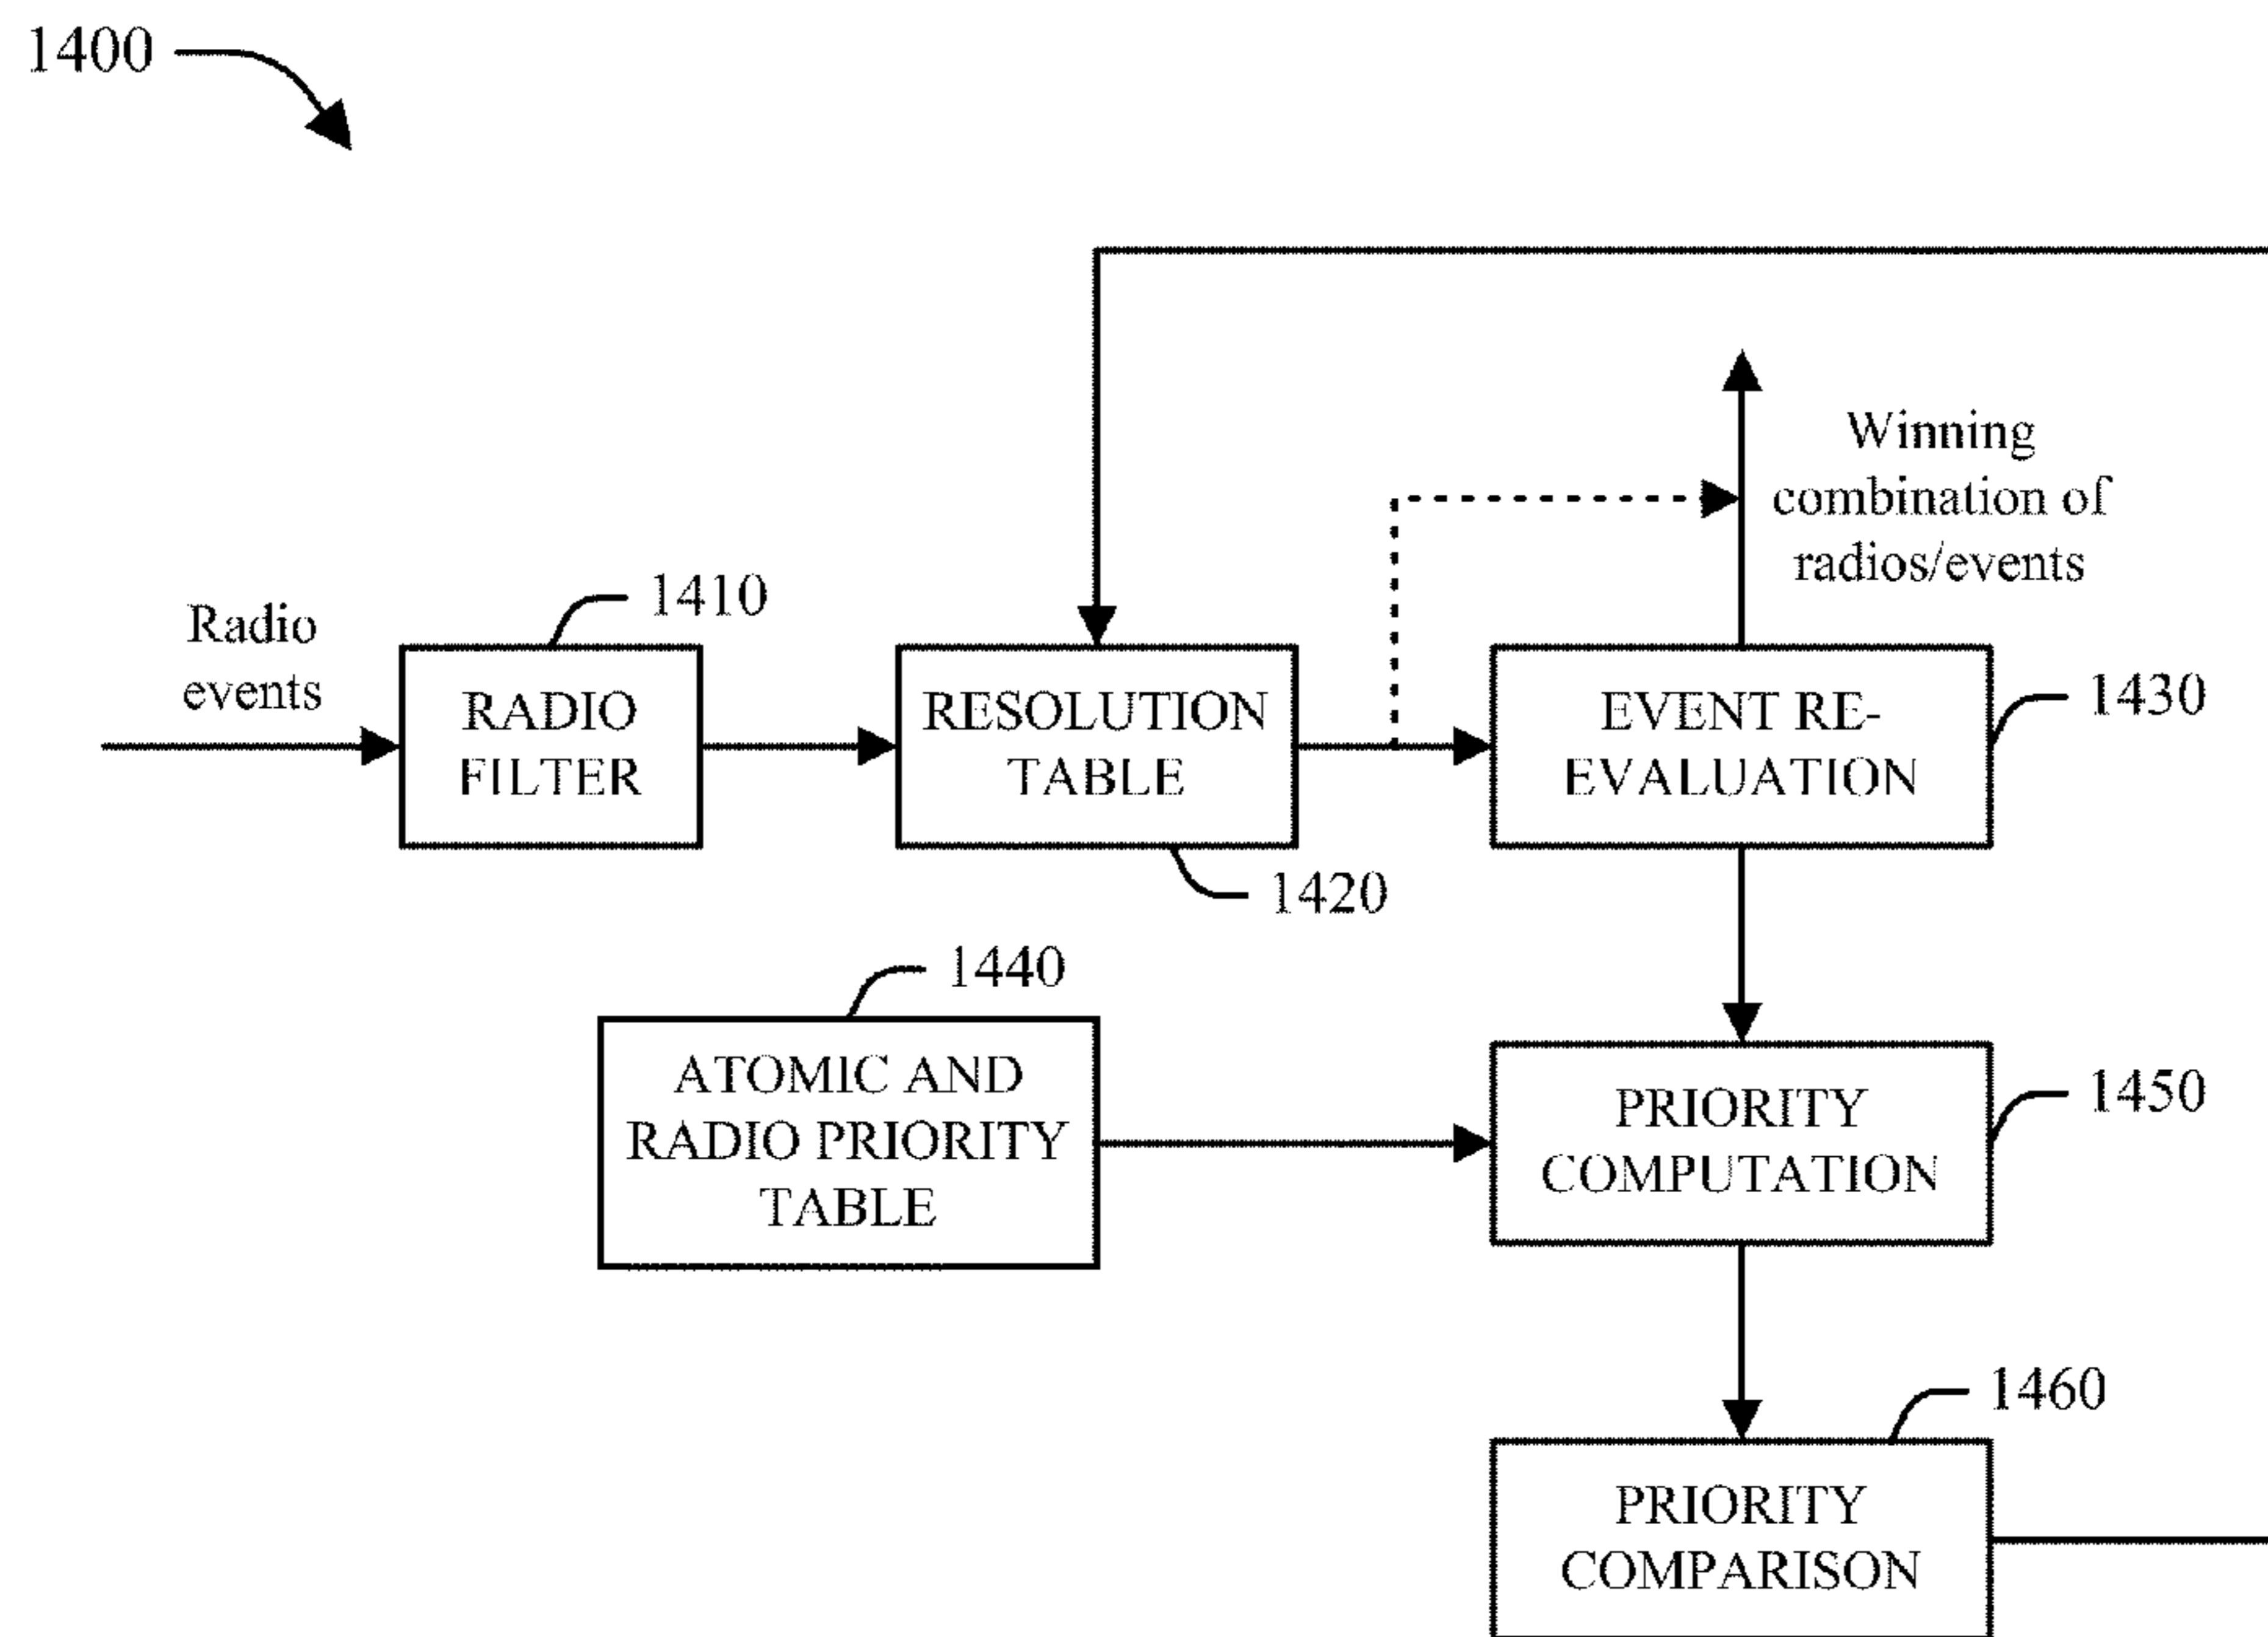 1400
Winning
combination of
radios/events
Radio
events
1410
RADIO
FILTER
RESOLUTION
TABLE
1420
EVENT RE-
EVALUATION
1430
1440
ATOMIC AND
RADIO PRIORITY
TABLE
PRIORITY
COMPUTATION
1450
1460
PRIORITY
COMPARISON